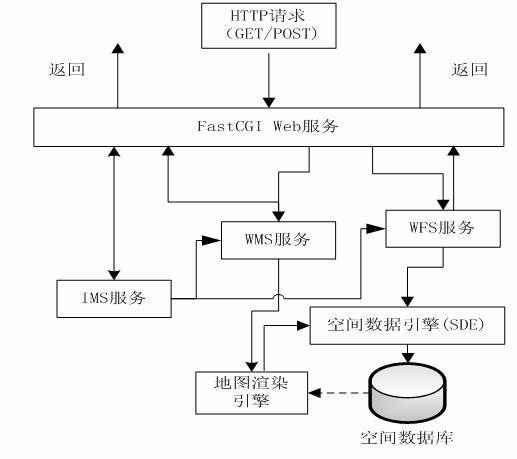 HTTP请求
(GET/POST)
返回
返回
FastCGI Web服务
WMS服务
WFS服务
IMS服务
空间数据引擎(SDE)
地图渲染
引擎
空间数据库